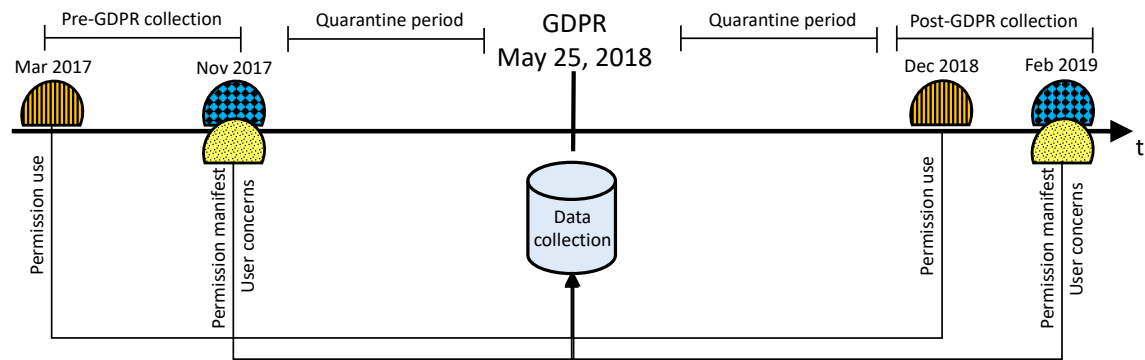 Pre-GDPR collection
Quarantine period
GDPR
May 25, 2018
Quarantine period
Post-GDPR collection
Mar 2017
Nov 2017
Dec 2018
Feb 2019
t
Permission use
Permission manifest
User concerns
Data
collection
Permission use
Permission manifest
User concerns